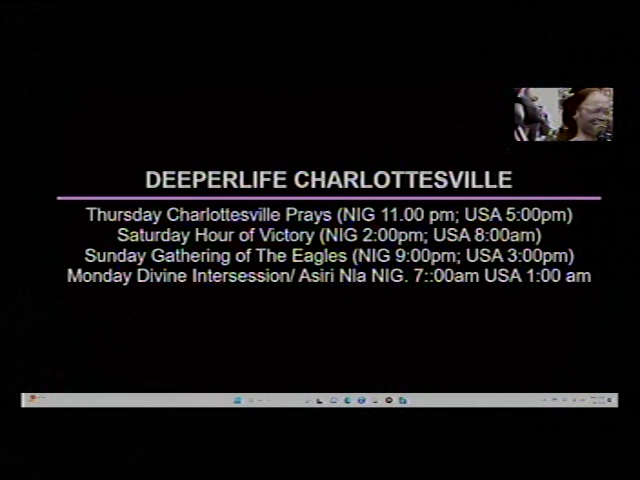 DEEPERLIFE CHARLOTTESVILLE
Thursday Charlottesville Prays (NIG 11.00 pm; USA 5:00pm)
Saturday Hour of Victory (NIG 2:00pm; USA 8:00am)
Sunday Gathering of The Eagles (NIG 9:00pm; USA 3:00pm)
Monday Divine Intersession/ Asiri Nla NIG. 7::00am USA 1:00 am